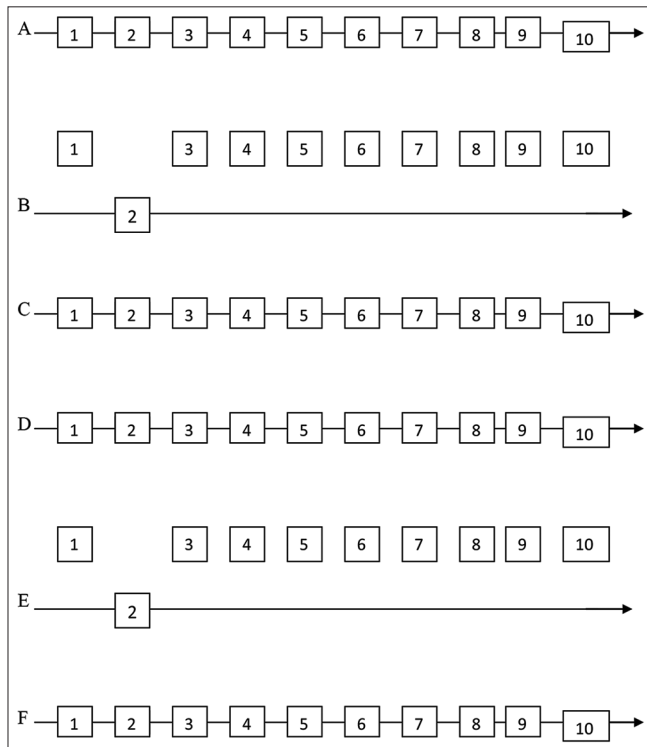 A 1 2 3 4 5 6 7 8 9 10
1 3 4 5 6 7 8 9 10
B 2
C 1 2 3 4 5 6 7 8 9 10
D 1 2 3 4 5 6 7 8 9 10
1 3 4 5 6 7 8 9 10
E 2
F 1 2 3 4 5 6 7 8 9 10